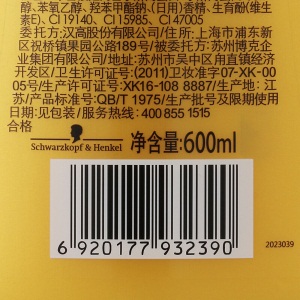 醇、苯氧乙醇、羟苯甲酯钠、(日用)香精、生育酚(维生素E)、
CI 19140、CI 15985、CI 47005
委托方:汉高股份有限公司/住所:上海市浦东新
区祝桥镇果园公路189号/被委托方:苏州博克企
业集团有限公司/地址:苏州市吴中区甪直镇经济
开发区/卫生许可证号:(2011)卫妆准字07-XK-00
05号/生产许可证号:XK16-108 8887/生产地:江
苏/产品标准号:QB/T 1975/生产批号及限期使用
日期:见包装/服务热线:400 855 1515
合格
净含量:600ml
Schwarzkopf & Henkel
6 920177 932390
2023039